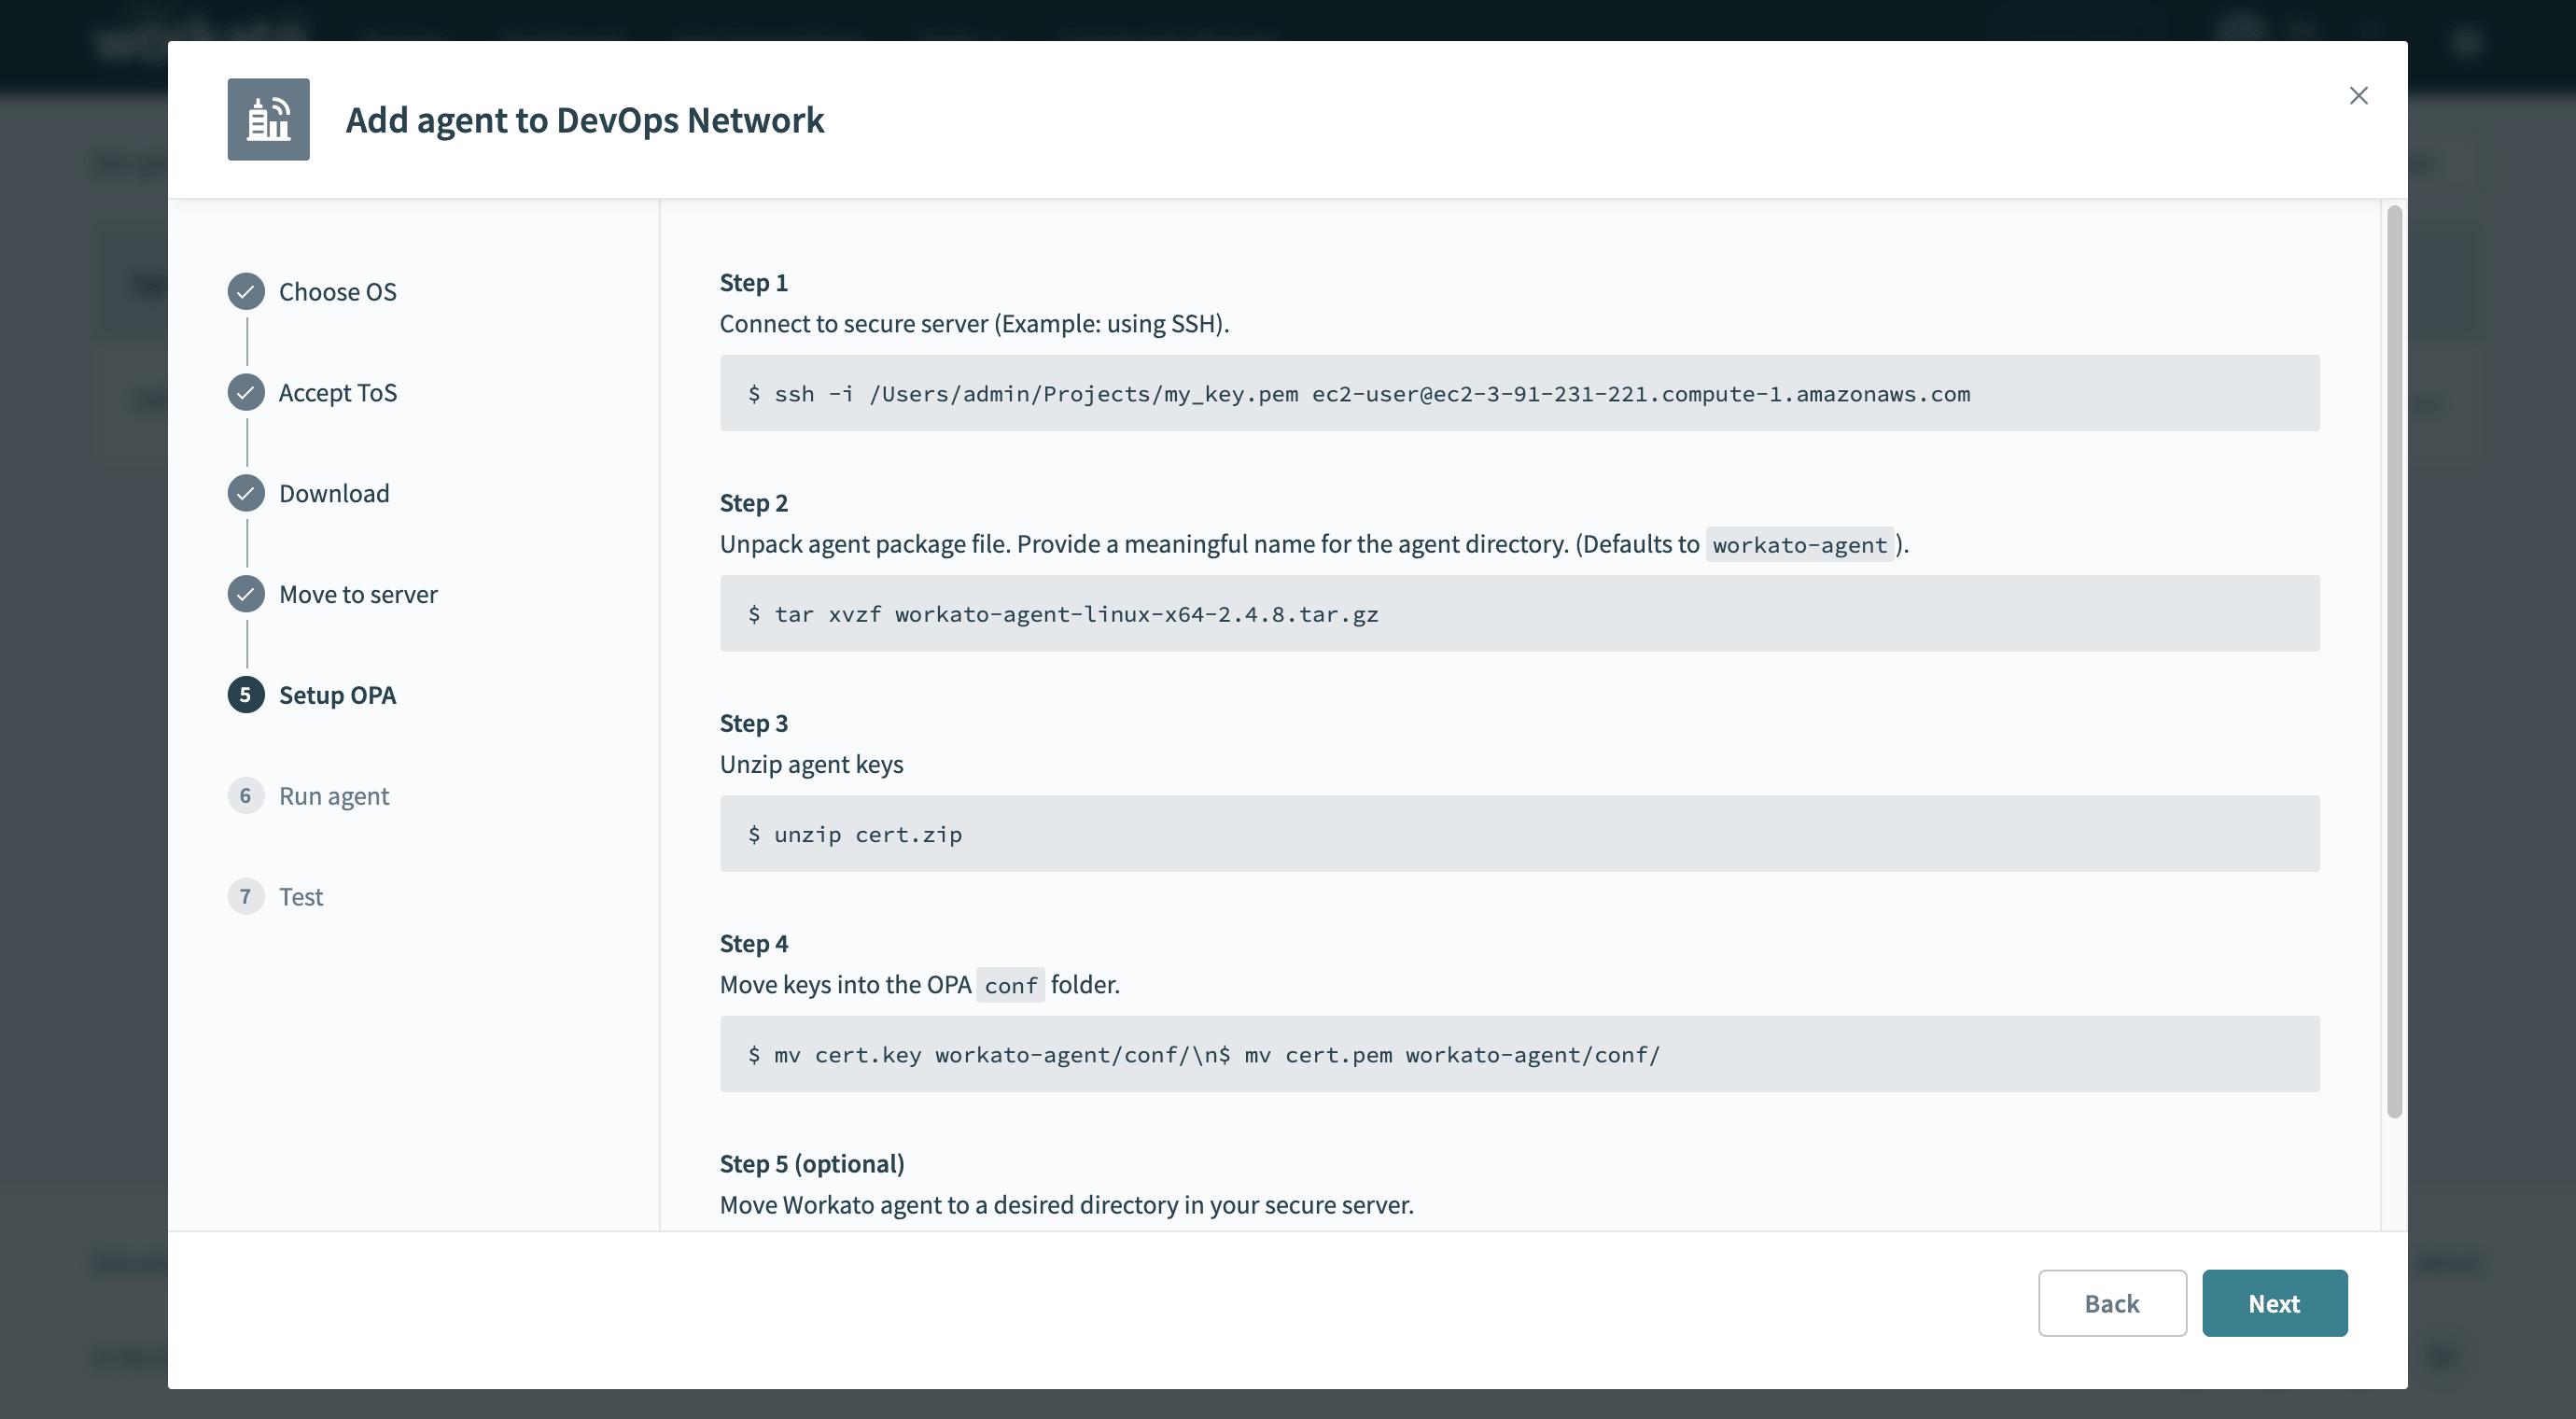 workato
Add agent to DevOps Network
Choose OS
Accept ToS
Download
Move to server
5 Setup OPA
6 Run agent
7 Test
Step 1
Connect to secure server (Example: using SSH).
$ ssh -i /Users/admin/Projects/my_key.pem ec2-user@ec2-3-91-231-221.compute-1.amazonaws.com
Step 2
Unpack agent package file. Provide a meaningful name for the agent directory. (Defaults to workato-agent).
$ tar xvzf workato-agent-linux-x64-2.4.8.tar.gz
Step 3
Unzip agent keys
$ unzip cert.zip
Step 4
Move keys into the OPA conf folder.
$ mv cert.key workato-agent/conf/\n$ mv cert.pem workato-agent/conf/
Step 5 (optional)
Move Workato agent to a desired directory in your secure server.
Back
Next